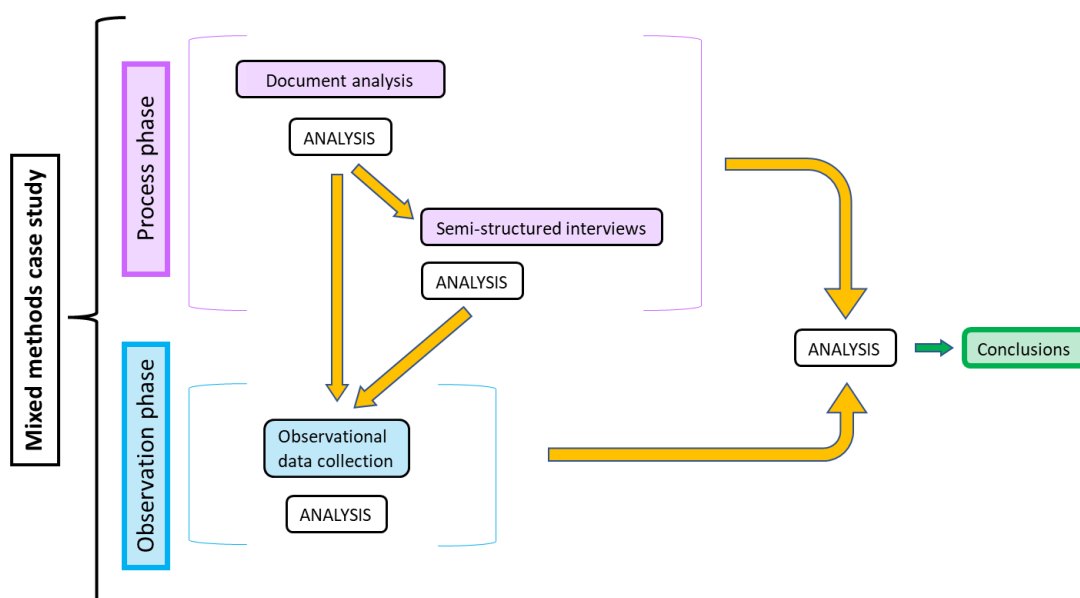 Mixed methods case study
Process phase
Document analysis
ANALYSIS
Semi-structured interviews
ANALYSIS
Observation phase
Observational
data collection
ANALYSIS
ANALYSIS
Conclusions